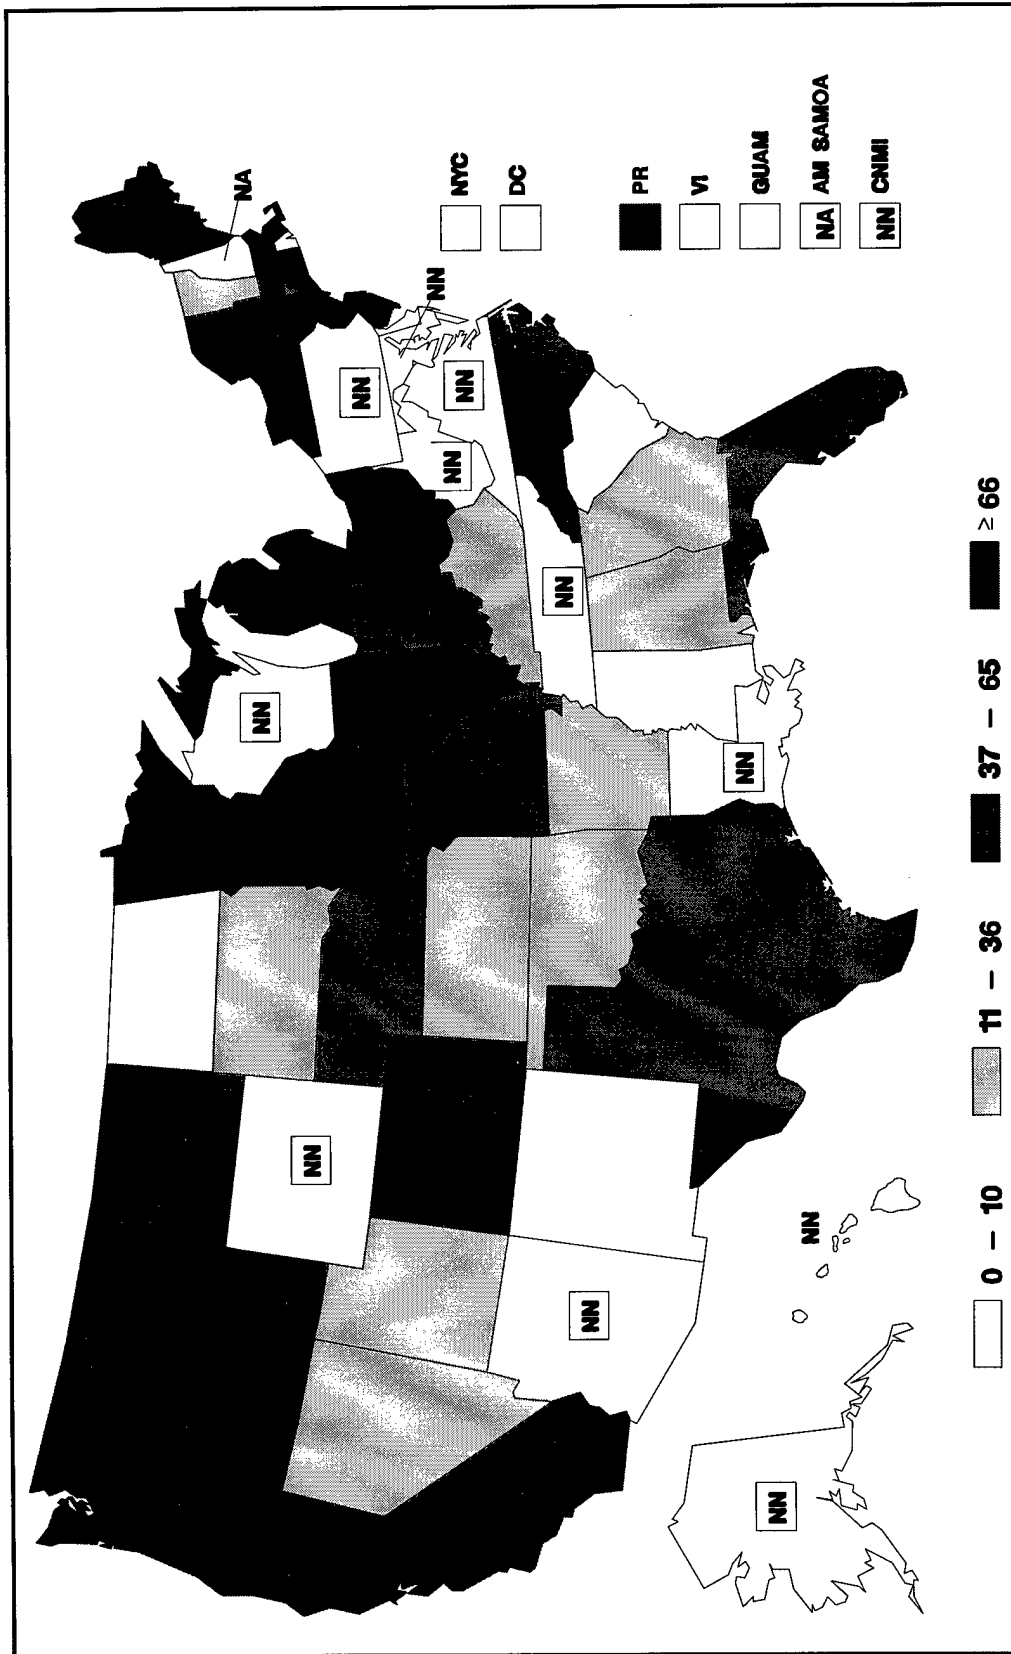 NA
NN
NN
NN
NN
NN
NN
NYC
DC
NN
NN
PR
VI
NN
GUAM
NN
NN
NA AM SAMOA
NN CNMI
0 – 10 11 – 36 37 – 65 ≥ 66